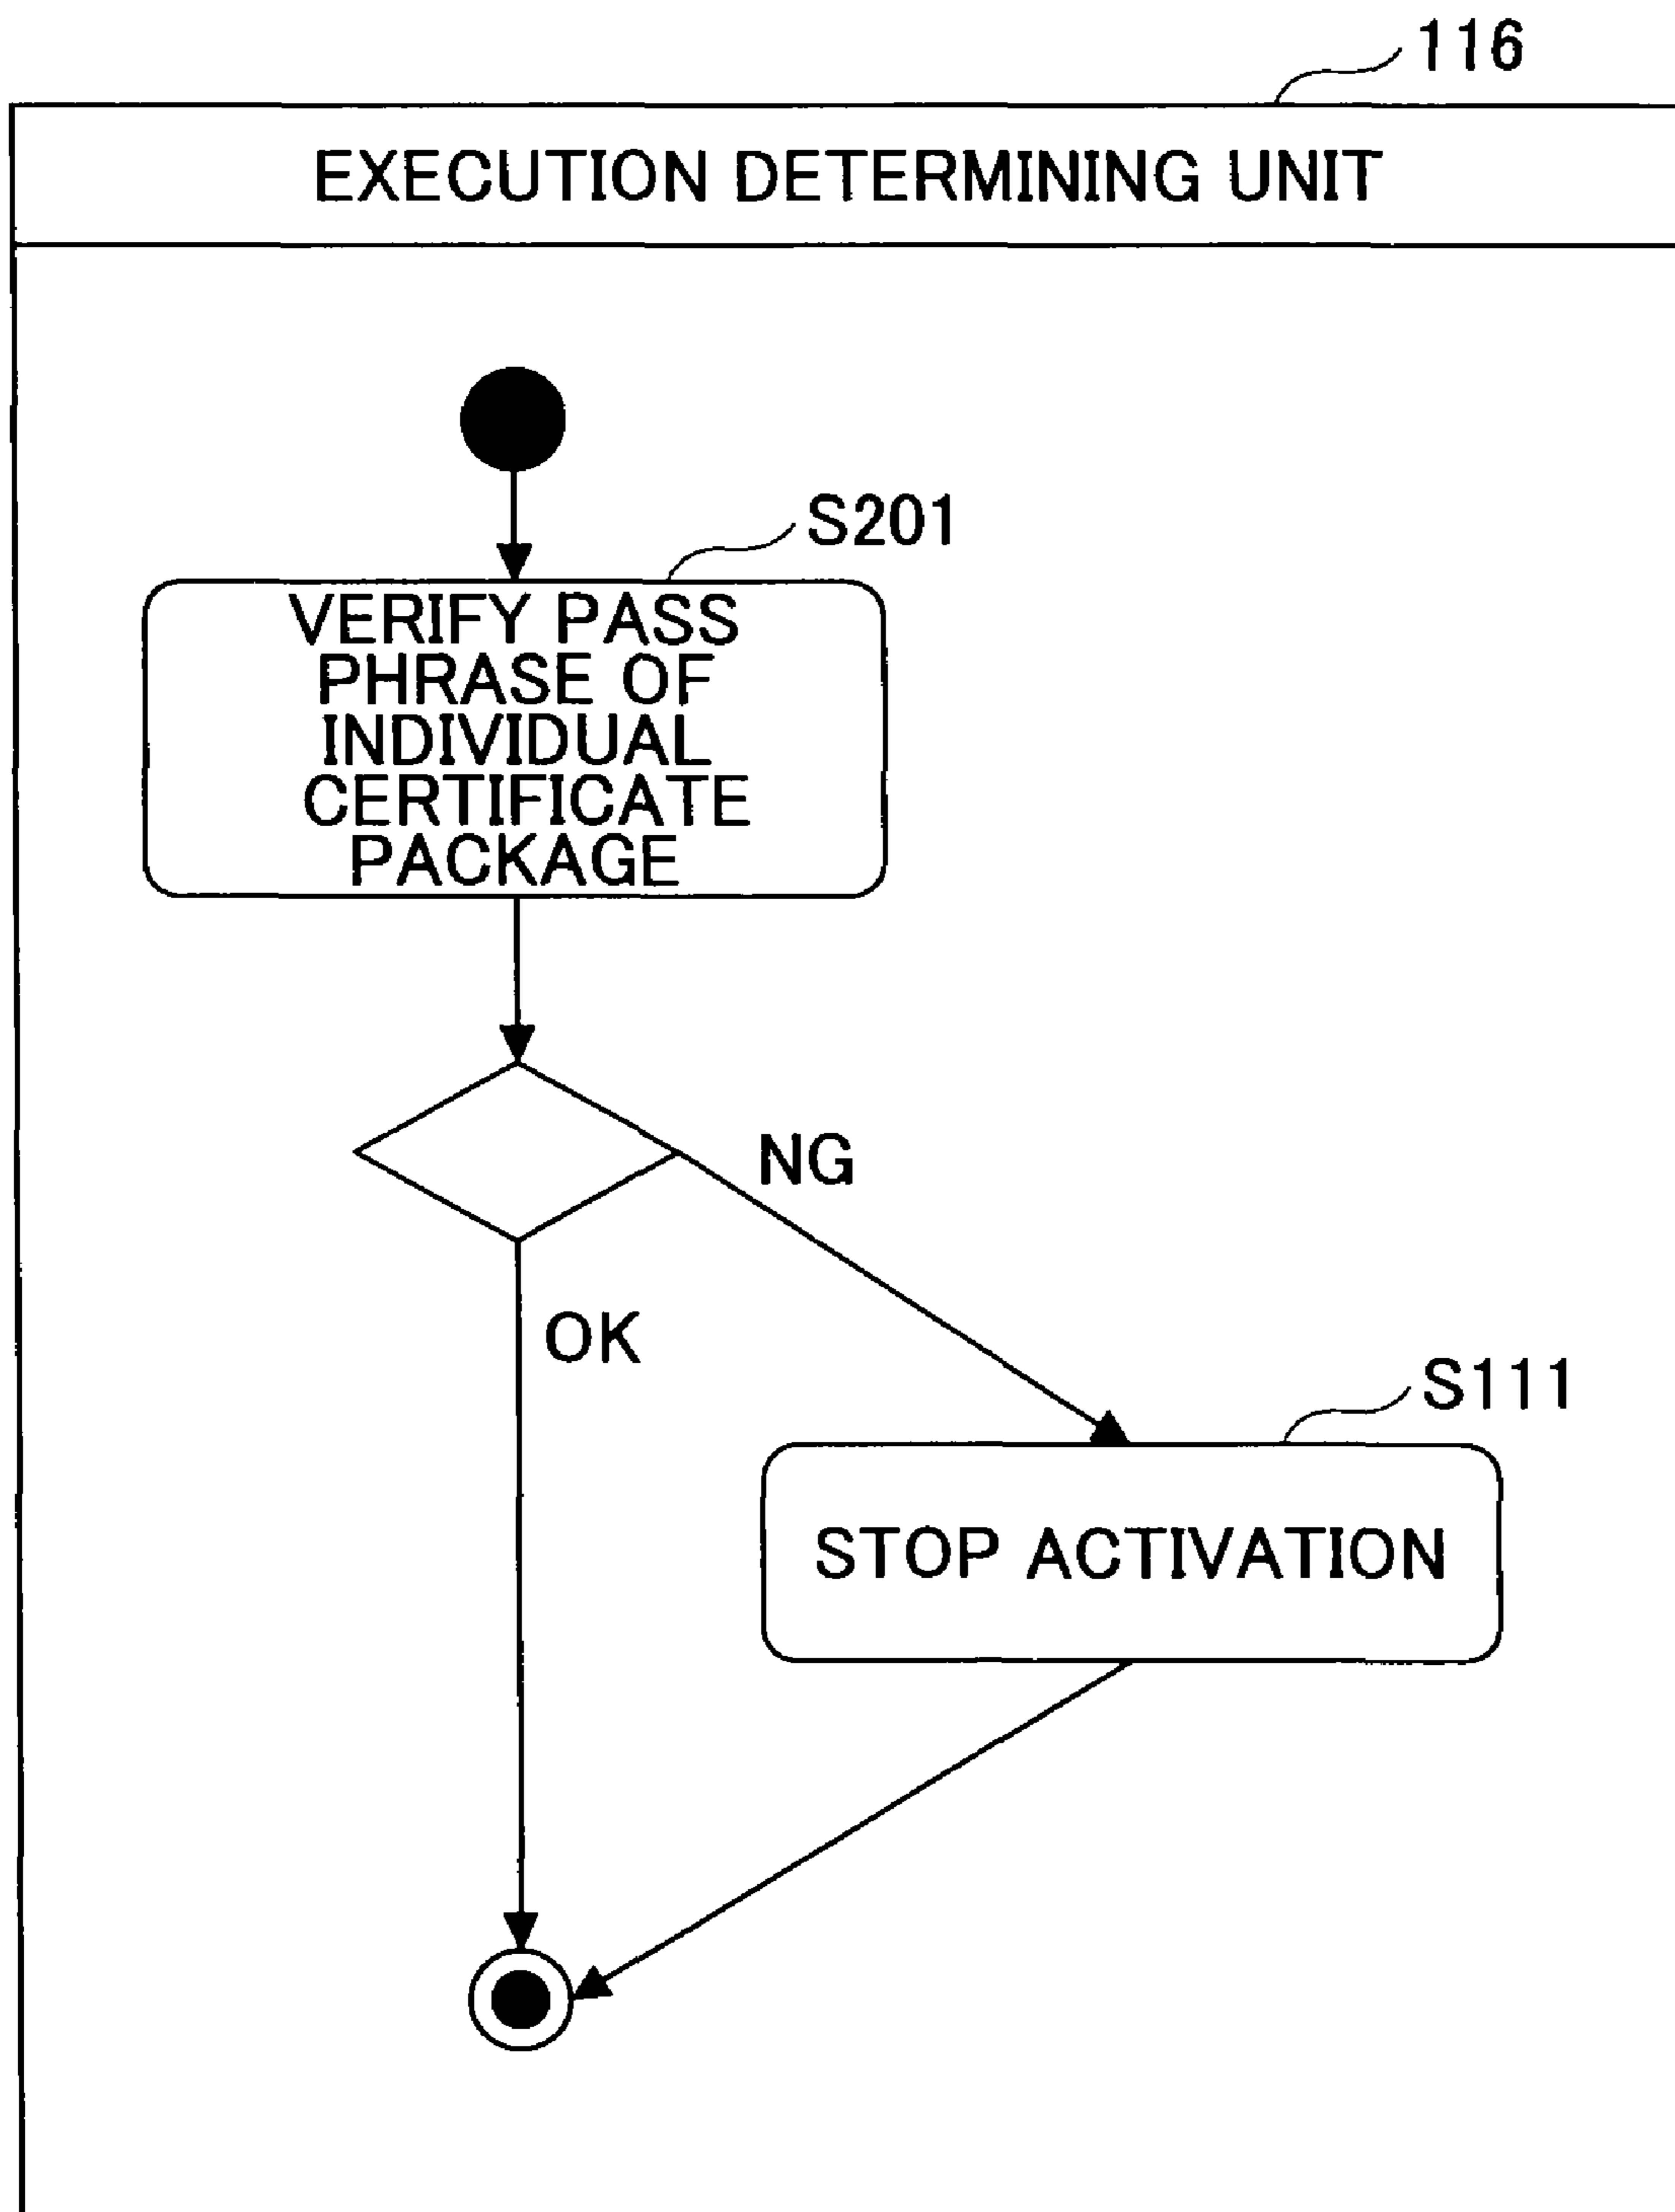 116
EXECUTION DETERMINING UNIT
S201
VERIFY PASS
PHRASE OF
INDIVIDUAL
CERTIFICATE
PACKAGE
NG
OK
S111
STOP ACTIVATION